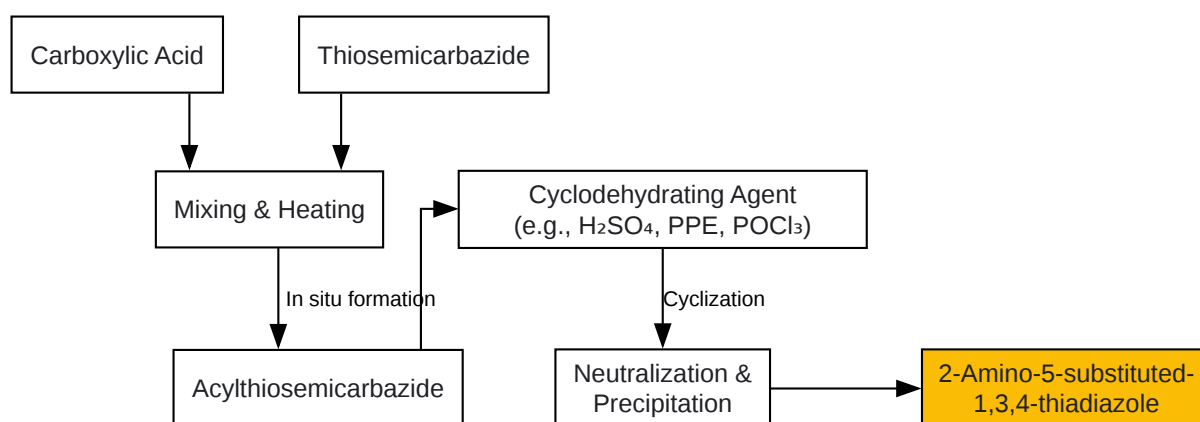 Carboxylic Acid
Thiosemicarbazide
Mixing & Heating
Cyclodehydrating Agent
(e.g., H₂SO₄, PPE, POCl₃)
In situ formation
Cyclization
Acylthiosemicarbazide
Neutralization &
Precipitation
2-Amino-5-substituted-
1,3,4-thiadiazole